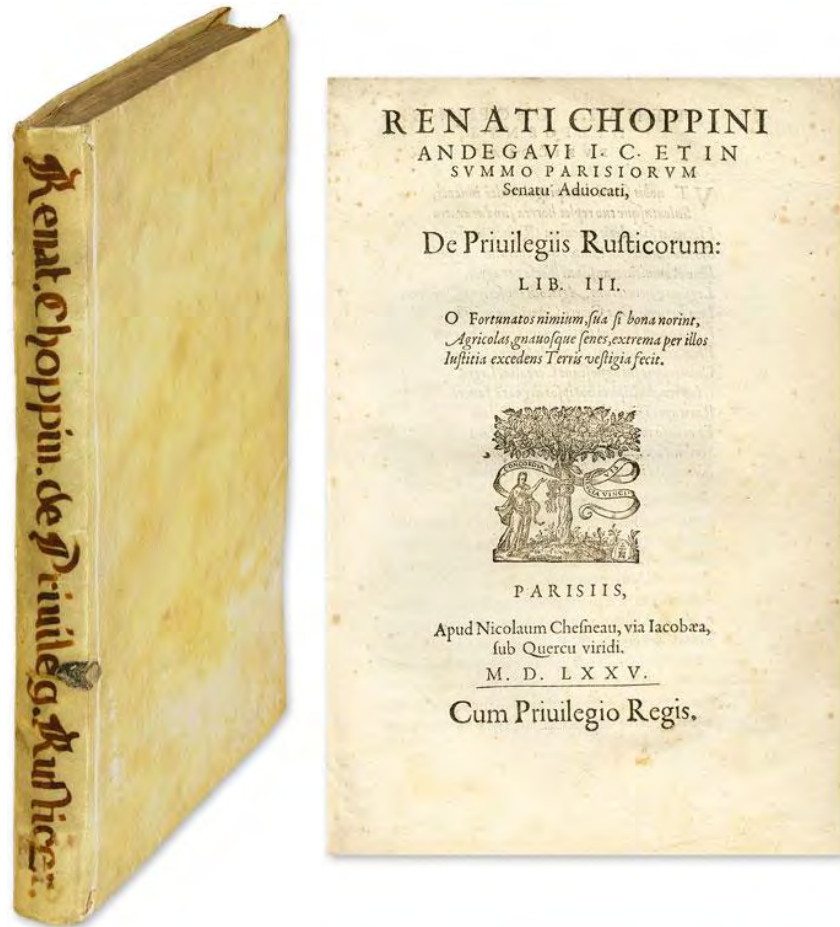 Renat. Choppin. de Priuileg. Rusticor.
RENATI CHOPPINI
ANDEGAVI I. C. ET IN
SVMMO PARISIORVM
Senatu Aduocati,
De Priuilegiis Ruſticorum:
LIB. III.
O Fortunatos nimium, ſua ſi bona norint,
Agricolas, gnauoſque ſenes, extrema per illos
Iuſtitia excedens Terris veſtigia fecit.
CONCORDIA
VINCI
PARISIIS,
Apud Nicolaum Cheſneau, via Iacobæa,
ſub Quercu viridi.
M. D. LXXV.
Cum Priuilegio Regis.